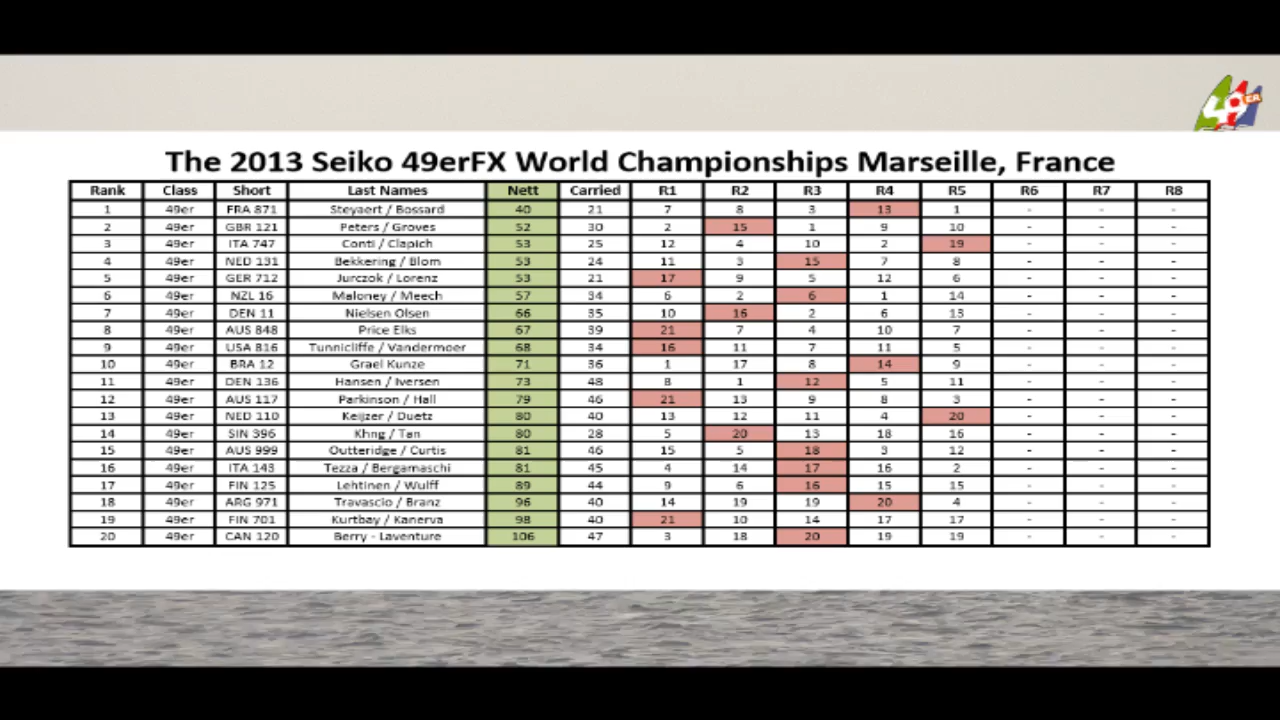 49ER
The 2013 Seiko 49erFX World Championships Marseille, France
Rank Class Short Last Names Nett Carried R1 R2 R3 R4 R5 R6 R7 R8
1 49er FRA 871 Steyaert / Bossard 40 21 7 8 3 13 1 - - -
2 49er GBR 121 Peters / Groves 52 30 2 15 1 9 10 - - -
3 49er ITA 747 Conti / Clapich 53 25 12 4 10 2 19 - - -
4 49er NED 131 Bekkering / Blom 53 24 11 3 15 7 8 - - -
5 49er GER 712 Jurczok / Lorenz 53 21 17 9 5 12 6 - - -
6 49er NZL 16 Maloney / Meech 57 34 6 2 6 1 14 - - -
7 49er DEN 11 Nielsen Olsen 66 35 10 16 2 6 13 - - -
8 49er AUS 848 Price Elks 67 39 21 7 4 10 7 - - -
9 49er USA 816 Tunnicliffe / Vandermoer 68 34 16 11 7 11 5 - - -
10 49er BRA 12 Grael Kunze 71 36 1 17 8 14 9 - - -
11 49er DEN 136 Hansen / Iversen 73 48 8 1 12 5 11 - - -
12 49er AUS 117 Parkinson / Hall 79 46 21 13 9 8 3 - - -
13 49er NED 110 Keijzer / Duetz 80 40 13 12 11 4 20 - - -
14 49er SIN 396 Khng / Tan 80 28 5 20 13 18 16 - - -
15 49er AUS 999 Outteridge / Curtis 81 46 15 5 18 3 12 - - -
16 49er ITA 143 Tezza / Bergamaschi 81 45 4 14 17 16 2 - - -
17 49er FIN 125 Lehtinen / Wulff 89 44 9 6 16 15 15 - - -
18 49er ARG 971 Travascio / Branz 96 40 14 19 19 20 4 - - -
19 49er FIN 701 Kurtbay / Kanerva 98 40 21 10 14 17 17 - - -
20 49er CAN 120 Berry - Laventure 106 47 3 18 20 19 19 - - -